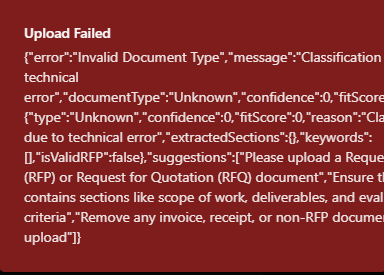 Upload Failed
{"error":"Invalid Document Type","message":"Classification
technical
error","documentType":"Unknown","confidence":0,"fitScore
{"type":"Unknown","confidence":0,"fitScore":0,"reason":"Cla
due to technical error","extractedSections":{},"keywords":
[],"isValidRFP":false},"suggestions":["Please upload a Reque
(RFP) or Request for Quotation (RFQ) document","Ensure th
contains sections like scope of work, deliverables, and eval
criteria","Remove any invoice, receipt, or non-RFP docume
upload"]}